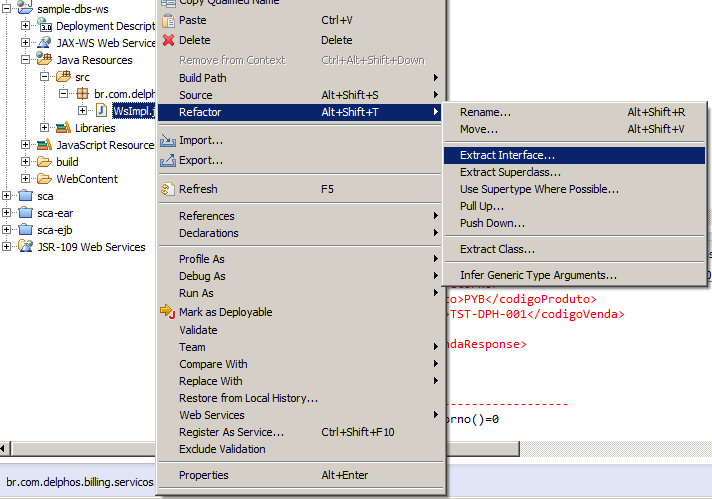 sample-dbs-ws
Deployment Descript
JAX-WS Web Service
Java Resources
src
br.com.delph
WsImpl.j
Libraries
JavaScript Resource
build
WebContent
sca
sca-ear
sca-ejb
JSR-109 Web Services
Copy Qualified Name
Paste Ctrl+V
Delete Delete
Remove from Context Ctrl+Alt+Shift+Down
Build Path
Source Alt+Shift+S
Refactor Alt+Shift+T
Import...
Export...
Refresh F5
References
Declarations
Profile As
Debug As
Run As
Mark as Deployable
Validate
Team
Compare With
Replace With
Restore from Local History...
Web Services
Register As Service... Ctrl+Shift+F10
Exclude Validation
Properties Alt+Enter
Rename... Alt+Shift+R
Move... Alt+Shift+V
Extract Interface...
Extract Superclass...
Use Supertype Where Possible...
Pull Up...
Push Down...
Extract Class...
Infer Generic Type Arguments...
to>PYB</codigoProduto>
>TST-DPH-001</codigoVenda>
ndaResponse>
----------------
orno()=0
br.com.delphos.billing.servicos.